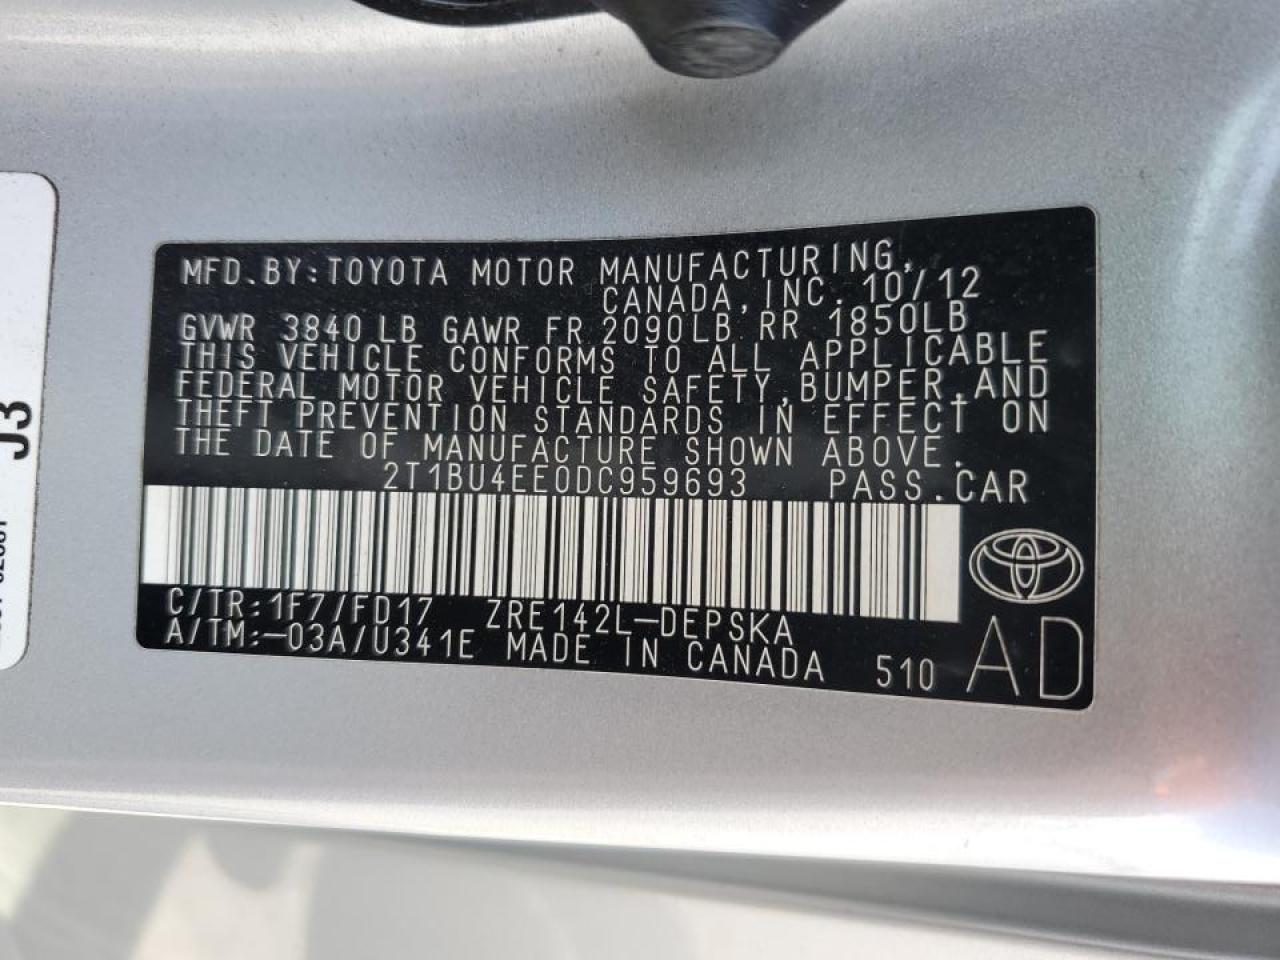 MFD.BY:TOYOTA MOTOR MANUFACTURING,
CANADA,INC. 10/12
GVWR 3840LB GAWR FR 2090LB RR 1850LB
THIS VEHICLE CONFORMS TO ALL APPLICABLE
FEDERAL MOTOR VEHICLE SAFETY,BUMPER,AND
THEFT PREVENTION STANDARDS IN EFFECT ON
THE DATE OF MANUFACTURE SHOWN ABOVE.
2T1BU4EE0DC959693 PASS.CAR
C/TR:1F7/FD17 ZRE142L-DEPSKA
A/TM:-03A/U341E MADE IN CANADA 510 AD
J3